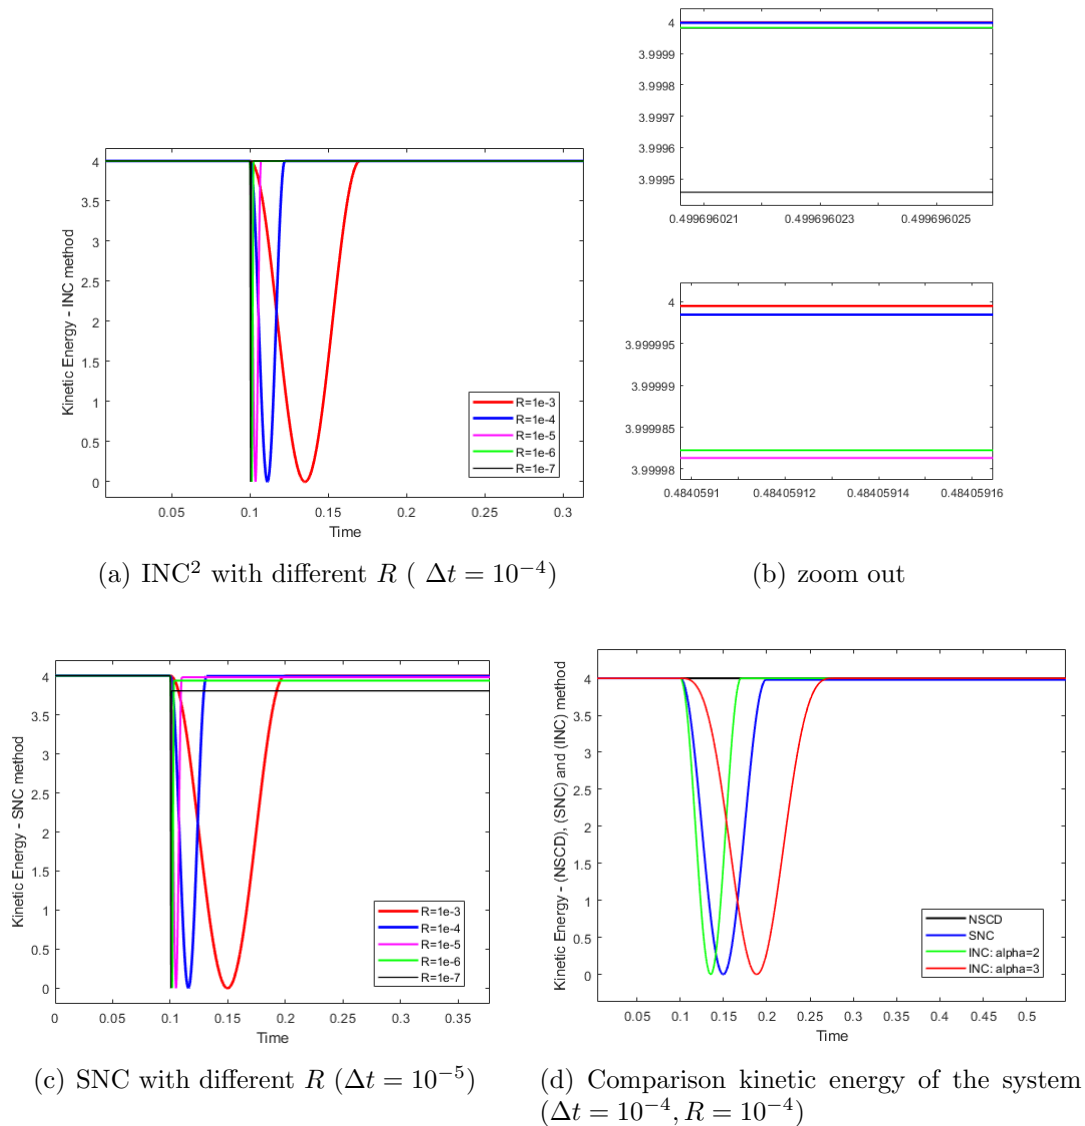 Kinetic Energy - INC method
4
3.5
3
2.5
2
1.5
1
0.5
0
0.05
0.1
0.15
0.2
0.25
0.3
Time
R=1e-3
R=1e-4
R=1e-5
R=1e-6
R=1e-7
4
3.9999
3.9998
3.9997
3.9996
3.9995
0.499696021
0.499696023
0.499696025
4
3.999995
3.99999
3.999985
3.99998
0.4840591
0.48405912
0.48405914
0.48405916
(a) INC² with different R ( Δt = 10⁻⁴)
(b) zoom out
Kinetic Energy - SNC method
4
3.5
3
2.5
2
1.5
1
0.5
0
0
0.05
0.1
0.15
0.2
0.25
0.3
0.35
Time
R=1e-3
R=1e-4
R=1e-5
R=1e-6
R=1e-7
Kinetic Energy - (NSCD), (SNC) and (INC) method
4
3.5
3
2.5
2
1.5
1
0.5
0
0.05
0.1
0.15
0.2
0.25
0.3
0.35
0.4
0.45
0.5
Time
NSCD
SNC
INC: alpha=2
INC: alpha=3
(c) SNC with different R (Δt = 10⁻⁵)
(d) Comparison kinetic energy of the system
(Δt = 10⁻⁴, R = 10⁻⁴)